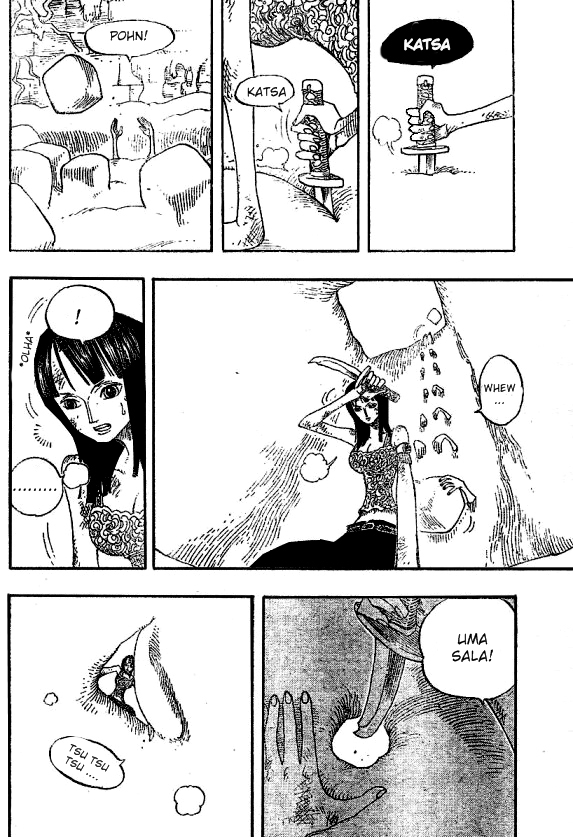 POHN!
KATSA
KATSA
!
*OLHA*
........
WHEW
...
TSU TSU
TSU ....
UMA
SALA!